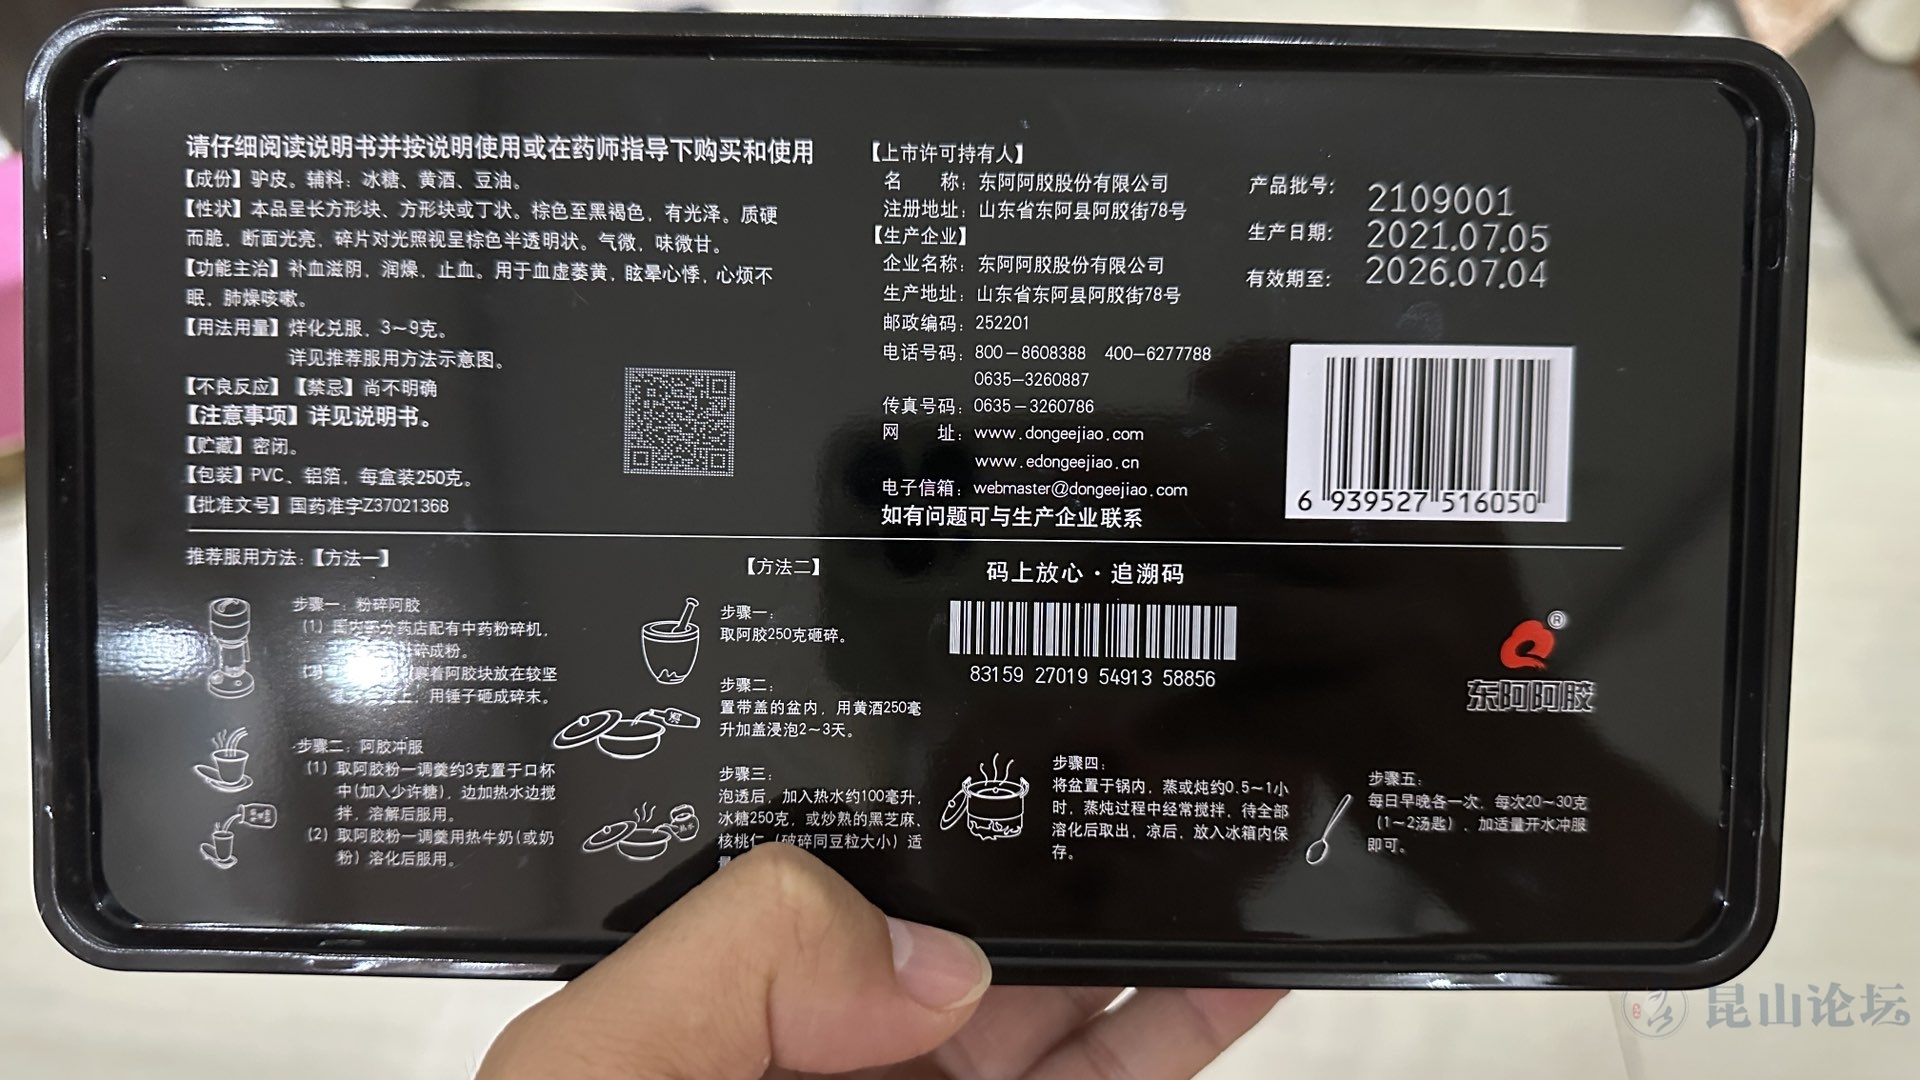 请仔细阅读说明书并按说明使用或在药师指导下购买和使用
【成份】驴皮。辅料：冰糖、黄酒、豆油。
【性状】本品呈长方形块、方形块或丁状。棕色至黑褐色，有光泽。质硬
而脆，断面光亮，碎片对光照视呈棕色半透明状。气微，味微甘。
【功能主治】补血滋阴，润燥，止血。用于血虚萎黄，眩晕心悸，心烦不
眠，肺燥咳嗽。
【用法用量】烊化兑服，3~9克。
详见推荐服用方法示意图。
【不良反应】【禁忌】尚不明确
【注意事项】详见说明书。
【贮藏】密闭。
【包装】PVC、铝箔，每盒装250克。
【批准文号】国药准字Z37021368
【上市许可持有人】
名 称：东阿阿胶股份有限公司
注册地址：山东省东阿县阿胶街78号
【生产企业】
企业名称：东阿阿胶股份有限公司
生产地址：山东省东阿县阿胶街78号
邮政编码：252201
电话号码：800-8608388 400-6277788
0635-3260887
传真号码：0635-3260786
网 址：www.dongeejiao.com
www.edongeejiao.cn
电子信箱：webmaster@dongeejiao.com
如有问题可与生产企业联系
产品批号：2109001
生产日期：2021.07.05
有效期至：2026.07.04
6 939527 516050
推荐服用方法：【方法一】
步骤一：粉碎阿胶
（1）国内部分药店配有中药粉碎机，
碎成粉。
着阿胶块放在较坚
上，用锤子砸成碎末。
步骤二：阿胶冲服
（1）取阿胶粉一调羹约3克置于口杯
中(加入少许糖)，边加热水边搅
拌，溶解后服用。
（2）取阿胶粉一调羹用热牛奶(或奶
粉）溶化后服用。
【方法二】
步骤一：
取阿胶250克砸碎。
步骤二：
置带盖的盆内，用黄酒250毫
升加盖浸泡2~3天。
步骤三：
泡透后，加入热水约100毫升，
冰糖250克，或炒熟的黑芝麻、
核桃仁（破碎同豆粒大小）适
步骤四：
将盆置于锅内，蒸或炖约0.5~1小
时，蒸炖过程中经常搅拌，待全部
溶化后取出，凉后，放入冰箱内保
存。
步骤五：
每日早晚各一次，每次20~30克
（1~2汤匙），加适量开水冲服
即可。
码上放心·追溯码
83159 27019 54913 58856
®
东阿阿胶
昆山论坛